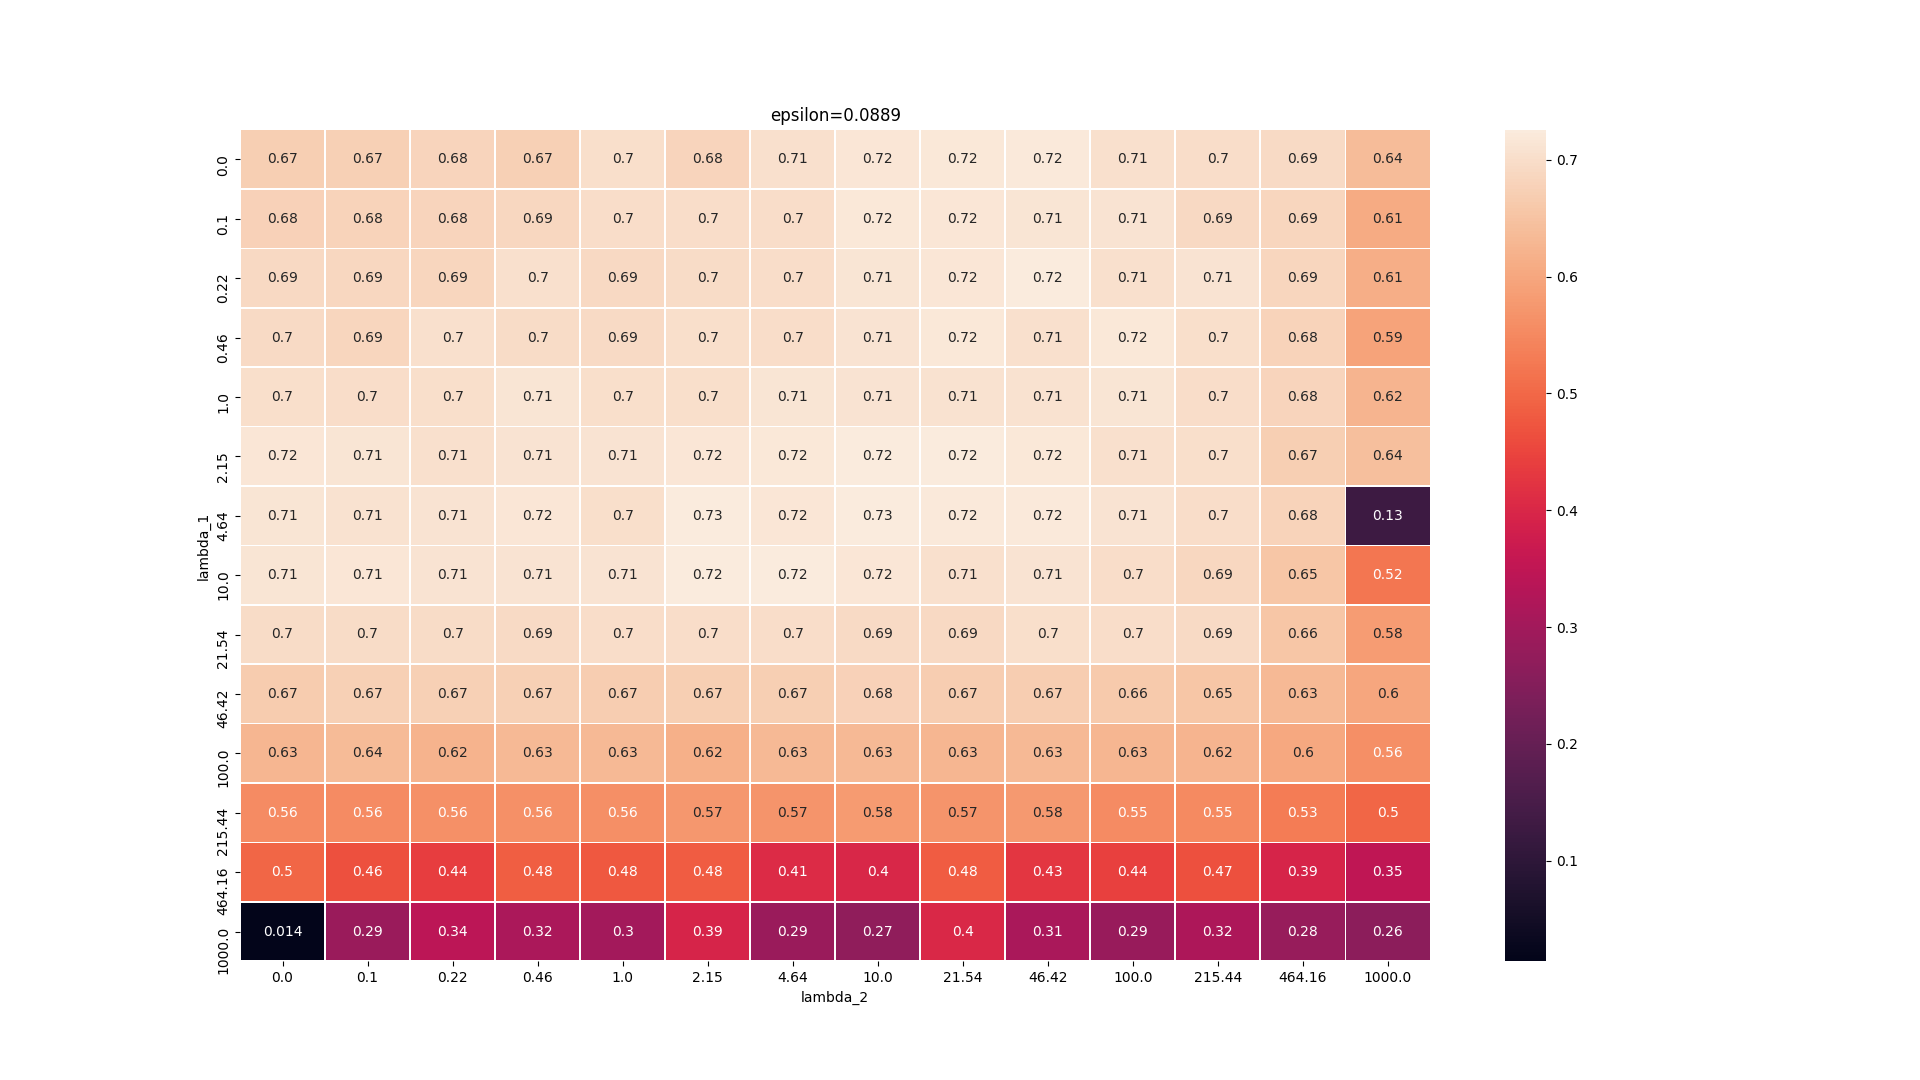 epsilon=0.0889
0.0 0.67 0.67 0.68 0.67 0.7 0.68 0.71 0.72 0.72 0.72 0.71 0.7 0.69 0.64
0.1 0.68 0.68 0.68 0.69 0.7 0.7 0.7 0.72 0.72 0.71 0.71 0.69 0.69 0.61
0.22 0.69 0.69 0.69 0.7 0.69 0.7 0.7 0.71 0.72 0.72 0.71 0.71 0.69 0.61
0.46 0.7 0.69 0.7 0.7 0.69 0.7 0.7 0.71 0.72 0.71 0.72 0.7 0.68 0.59
1.0 0.7 0.7 0.7 0.71 0.7 0.7 0.71 0.71 0.71 0.71 0.71 0.7 0.68 0.62
2.15 0.72 0.71 0.71 0.71 0.71 0.72 0.72 0.72 0.72 0.72 0.71 0.7 0.67 0.64
4.64 0.71 0.71 0.71 0.72 0.7 0.73 0.72 0.73 0.72 0.72 0.71 0.7 0.68 0.13
10.0 0.71 0.71 0.71 0.71 0.71 0.72 0.72 0.72 0.71 0.71 0.7 0.69 0.65 0.52
21.54 0.7 0.7 0.7 0.69 0.7 0.7 0.7 0.69 0.69 0.7 0.7 0.69 0.66 0.58
46.42 0.67 0.67 0.67 0.67 0.67 0.67 0.67 0.68 0.67 0.67 0.66 0.65 0.63 0.6
100.0 0.63 0.64 0.62 0.63 0.63 0.62 0.63 0.63 0.63 0.63 0.63 0.62 0.6 0.56
215.44 0.56 0.56 0.56 0.56 0.56 0.57 0.57 0.58 0.57 0.58 0.55 0.55 0.53 0.5
464.16 0.5 0.46 0.44 0.48 0.48 0.48 0.41 0.4 0.48 0.43 0.44 0.47 0.39 0.35
1000.0 0.014 0.29 0.34 0.32 0.3 0.39 0.29 0.27 0.4 0.31 0.29 0.32 0.28 0.26
0.0 0.1 0.22 0.46 1.0 2.15 4.64 10.0 21.54 46.42 100.0 215.44 464.16 1000.0
lambda_2
lambda_1
0.7
0.6
0.5
0.4
0.3
0.2
0.1